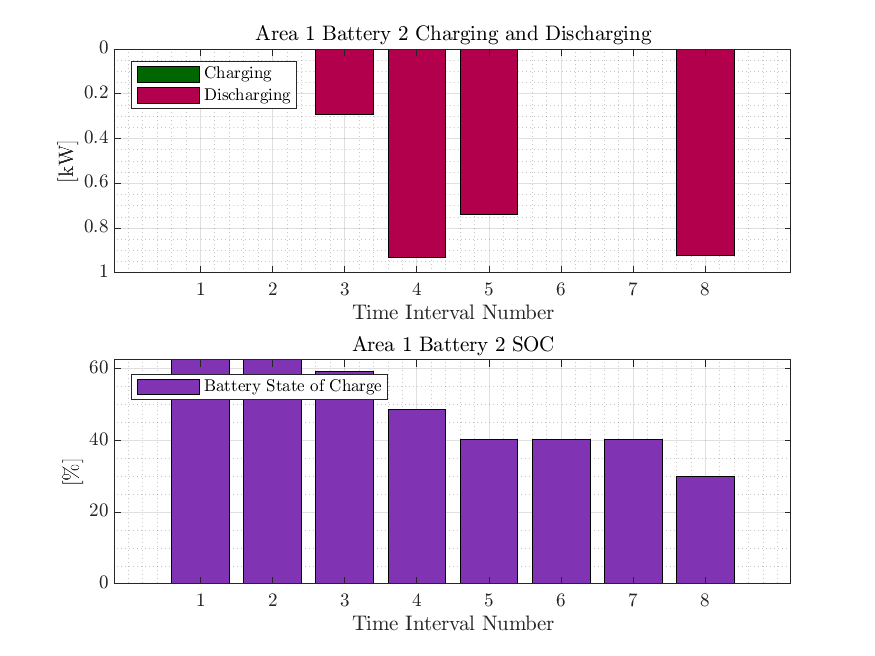 Area 1 Battery 2 Charging and Discharging
0
0.2
0.4
0.6
0.8
1
[kW]
Charging
Discharging
1 2 3 4 5 6 7 8
Time Interval Number
Area 1 Battery 2 SOC
60
40
20
0
[%]
Battery State of Charge
1 2 3 4 5 6 7 8
Time Interval Number